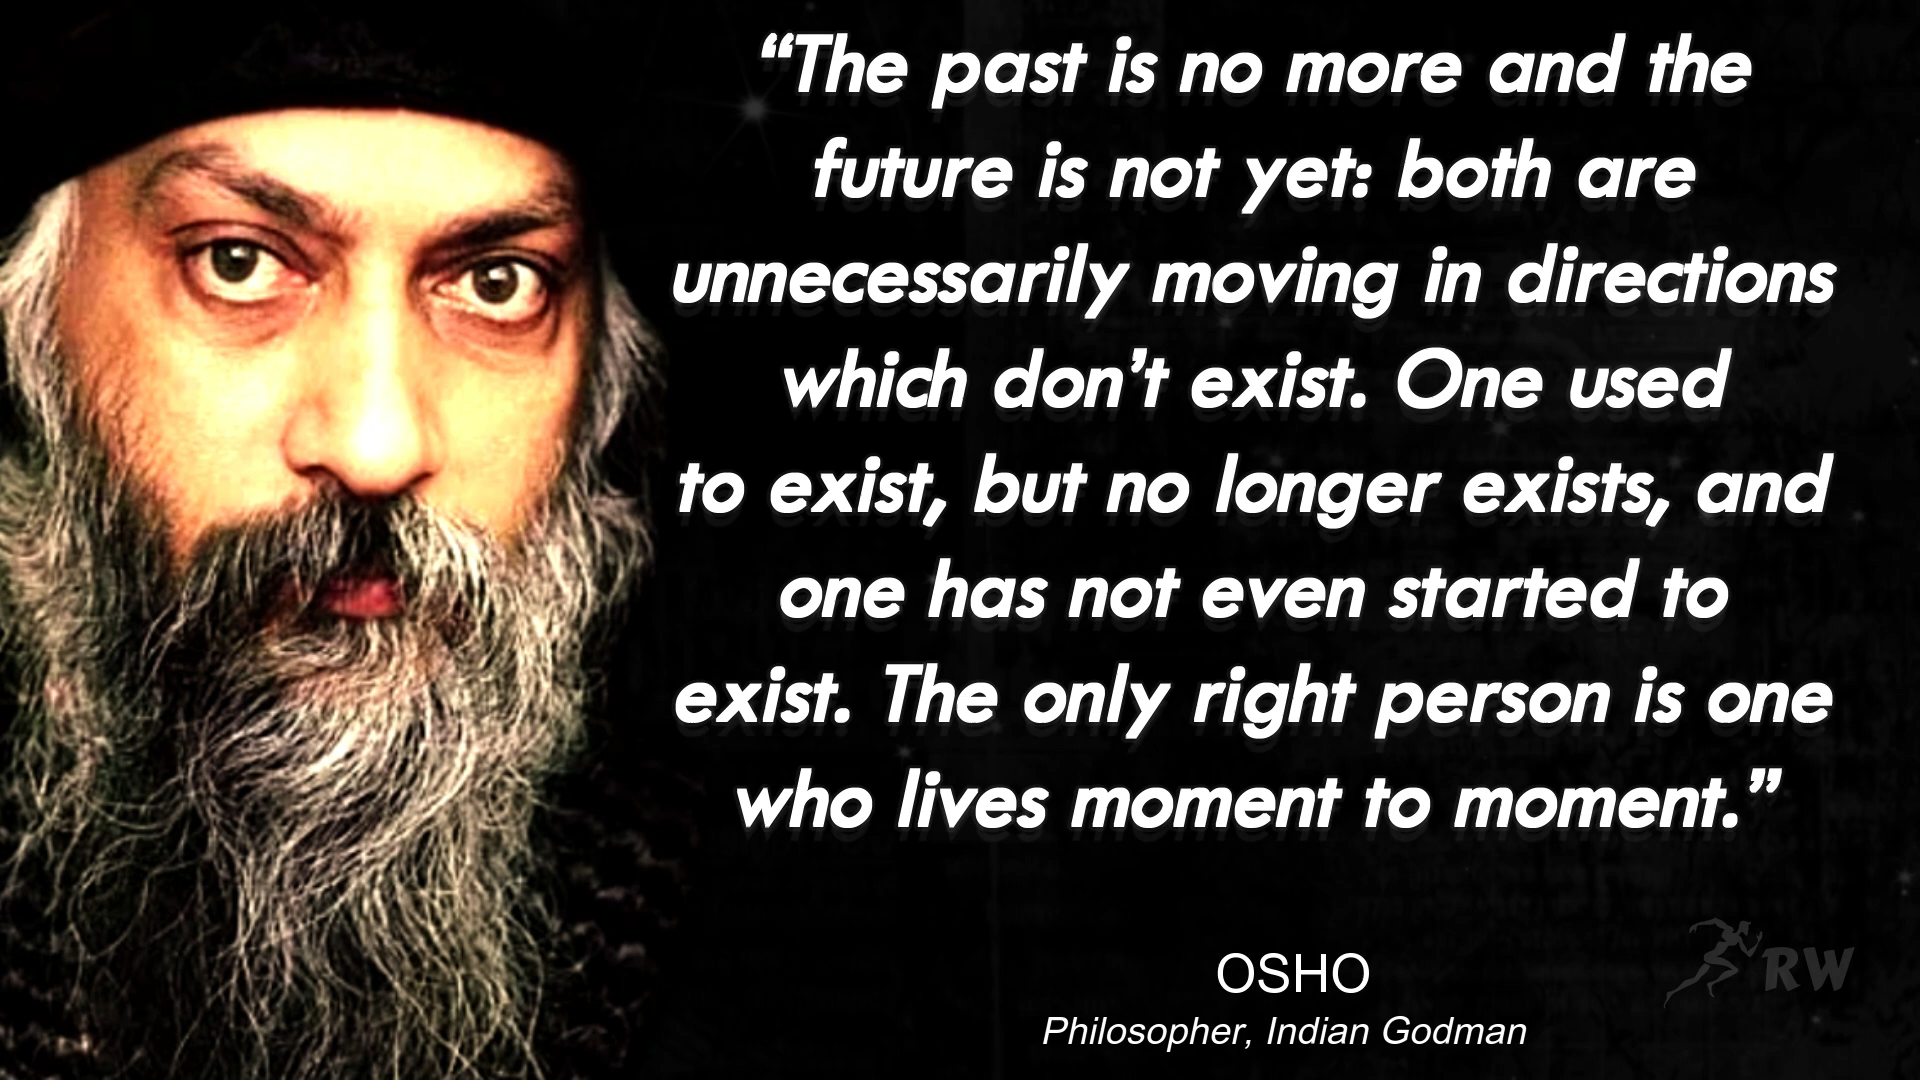 “The past is no more and the
future is not yet: both are
unnecessarily moving in directions
which don’t exist. One used
to exist, but no longer exists, and
one has not even started to
exist. The only right person is one
who lives moment to moment.”
OSHO
Philosopher, Indian Godman
RW